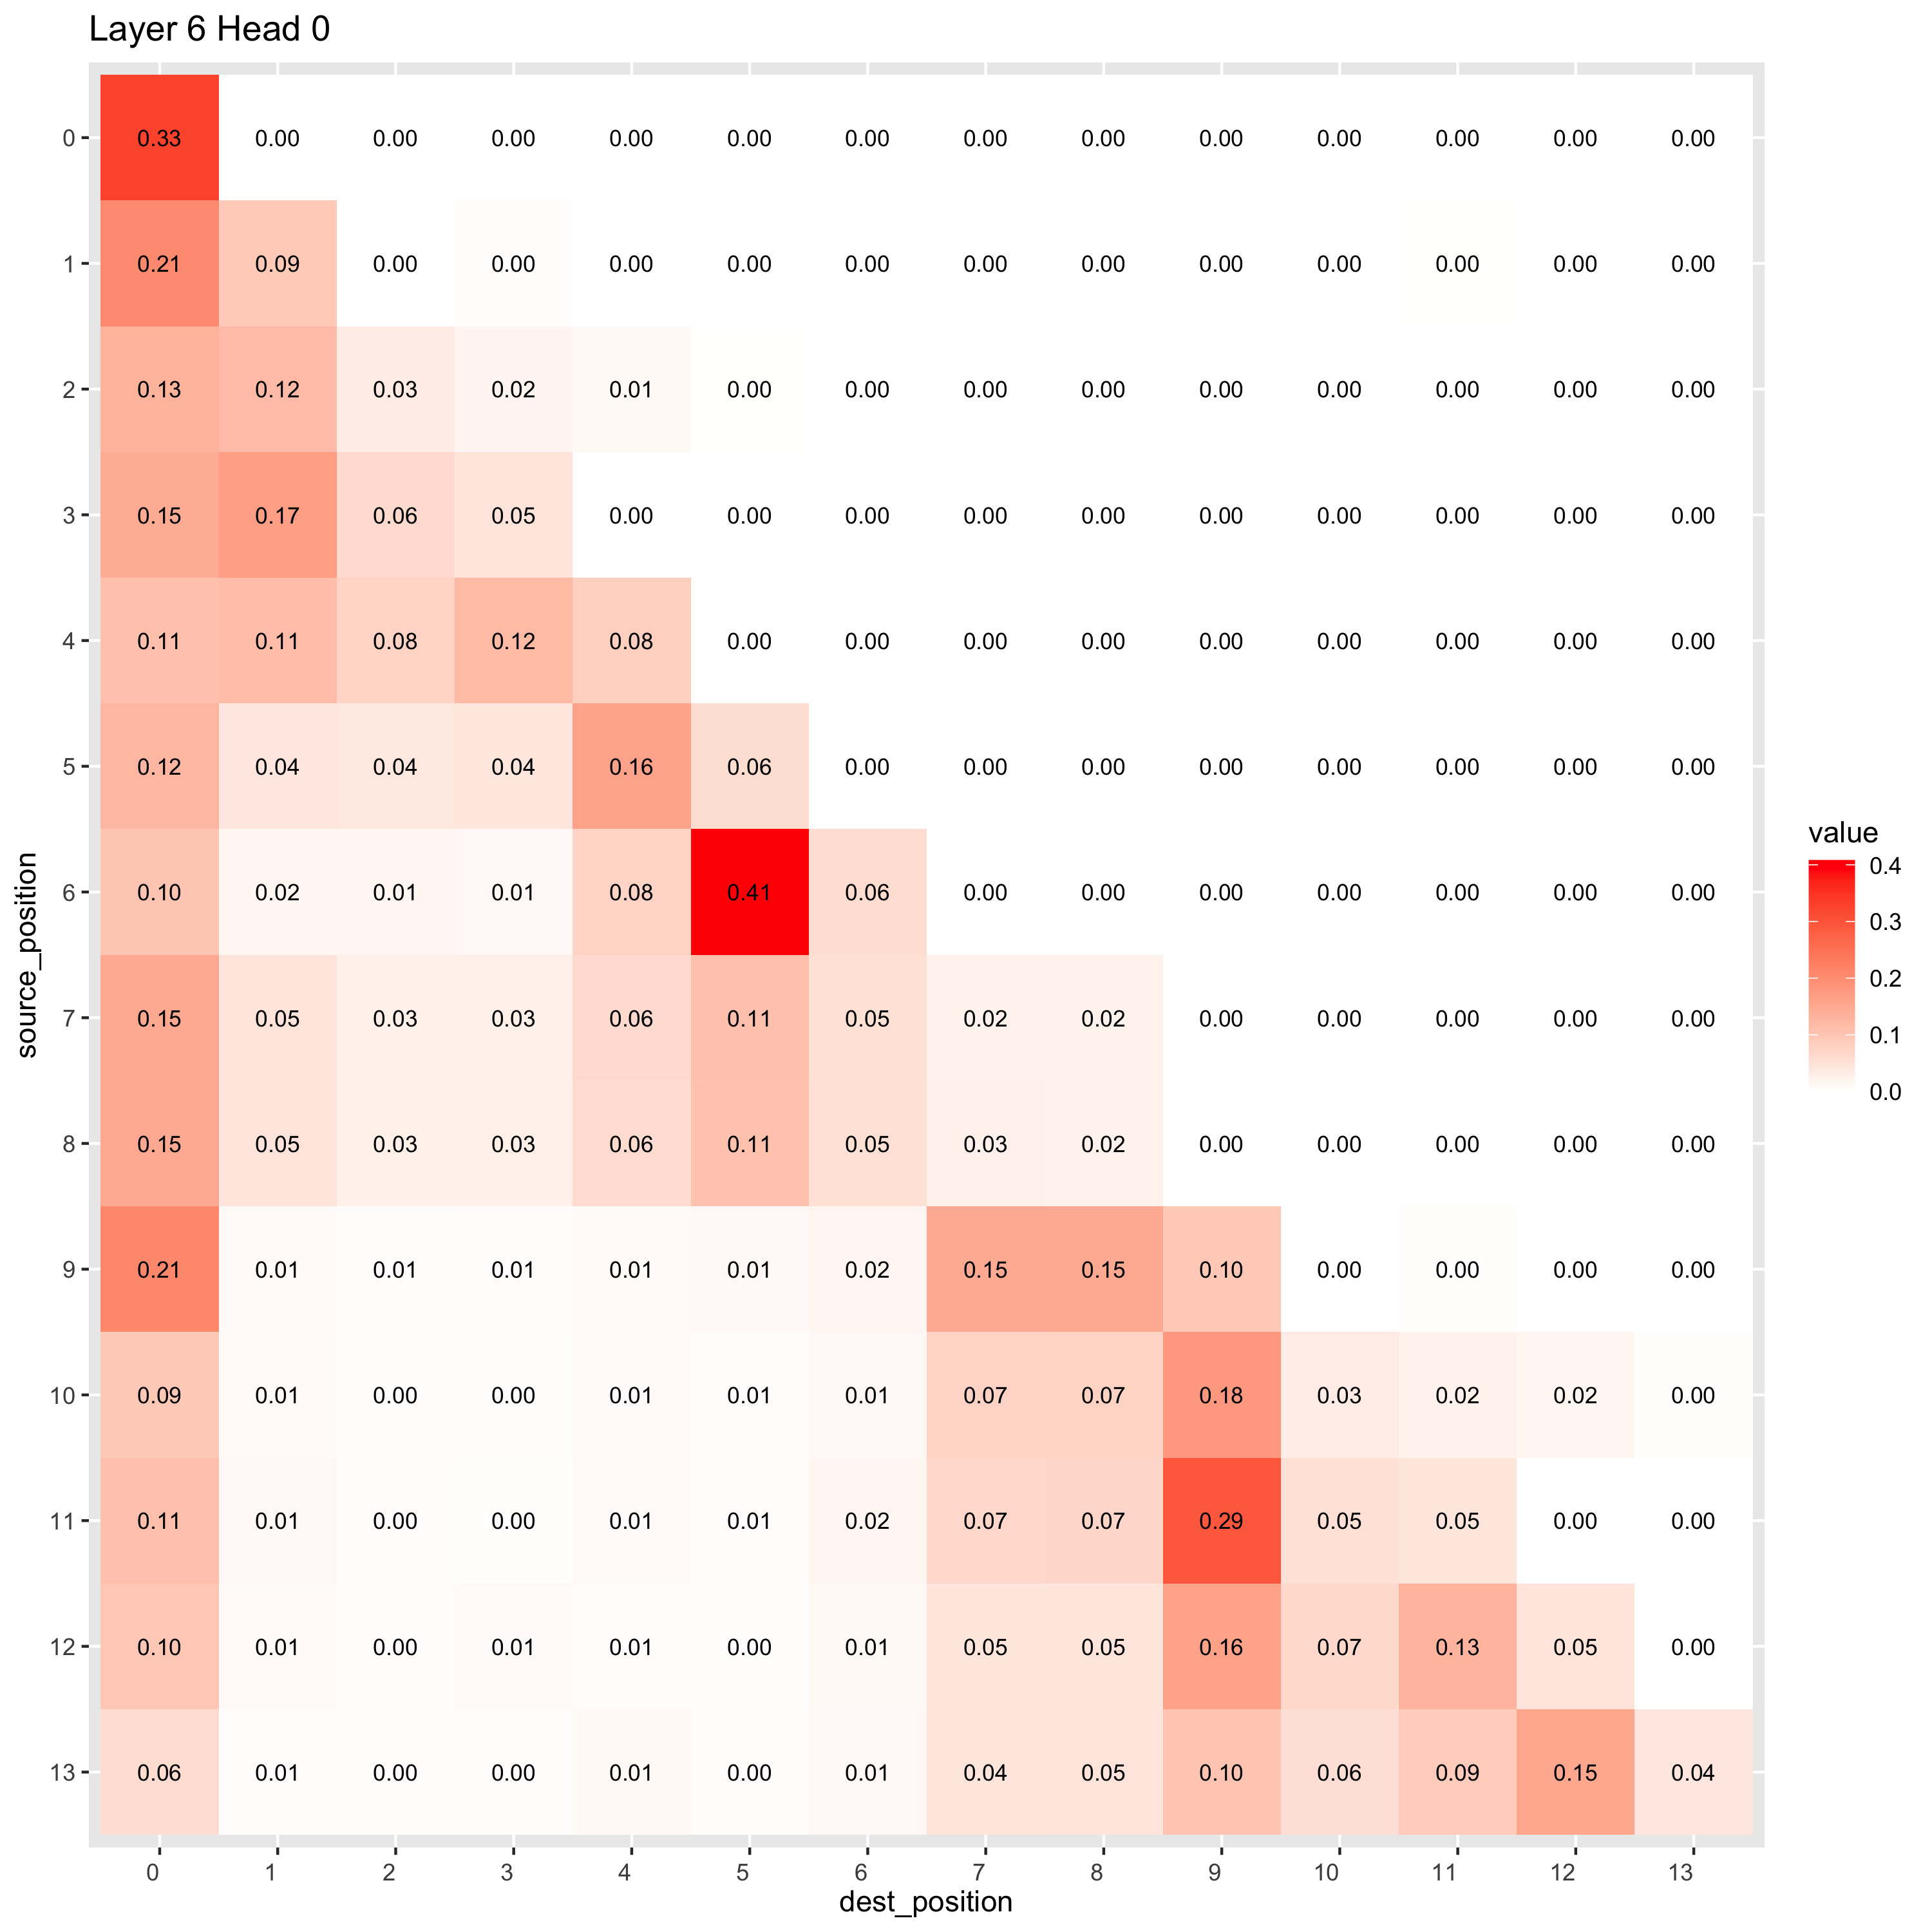 Layer 6 Head 0
0 0.33 0.00 0.00 0.00 0.00 0.00 0.00 0.00 0.00 0.00 0.00 0.00 0.00 0.00
1 0.21 0.09 0.00 0.00 0.00 0.00 0.00 0.00 0.00 0.00 0.00 0.00 0.00 0.00
2 0.13 0.12 0.03 0.02 0.01 0.00 0.00 0.00 0.00 0.00 0.00 0.00 0.00 0.00
3 0.15 0.17 0.06 0.05 0.00 0.00 0.00 0.00 0.00 0.00 0.00 0.00 0.00 0.00
4 0.11 0.11 0.08 0.12 0.08 0.00 0.00 0.00 0.00 0.00 0.00 0.00 0.00 0.00
5 0.12 0.04 0.04 0.04 0.16 0.06 0.00 0.00 0.00 0.00 0.00 0.00 0.00 0.00
6 0.10 0.02 0.01 0.01 0.08 0.41 0.06 0.00 0.00 0.00 0.00 0.00 0.00 0.00
7 0.15 0.05 0.03 0.03 0.06 0.11 0.05 0.02 0.02 0.00 0.00 0.00 0.00 0.00
8 0.15 0.05 0.03 0.03 0.06 0.11 0.05 0.03 0.02 0.00 0.00 0.00 0.00 0.00
9 0.21 0.01 0.01 0.01 0.01 0.01 0.02 0.15 0.15 0.10 0.00 0.00 0.00 0.00
10 0.09 0.01 0.00 0.00 0.01 0.01 0.01 0.07 0.07 0.18 0.03 0.02 0.02 0.00
11 0.11 0.01 0.00 0.00 0.01 0.01 0.02 0.07 0.07 0.29 0.05 0.05 0.00 0.00
12 0.10 0.01 0.00 0.01 0.01 0.00 0.01 0.05 0.05 0.16 0.07 0.13 0.05 0.00
13 0.06 0.01 0.00 0.00 0.01 0.00 0.01 0.04 0.05 0.10 0.06 0.09 0.15 0.04
0 1 2 3 4 5 6 7 8 9 10 11 12 13
dest_position
source_position
value
0.4
0.3
0.2
0.1
0.0